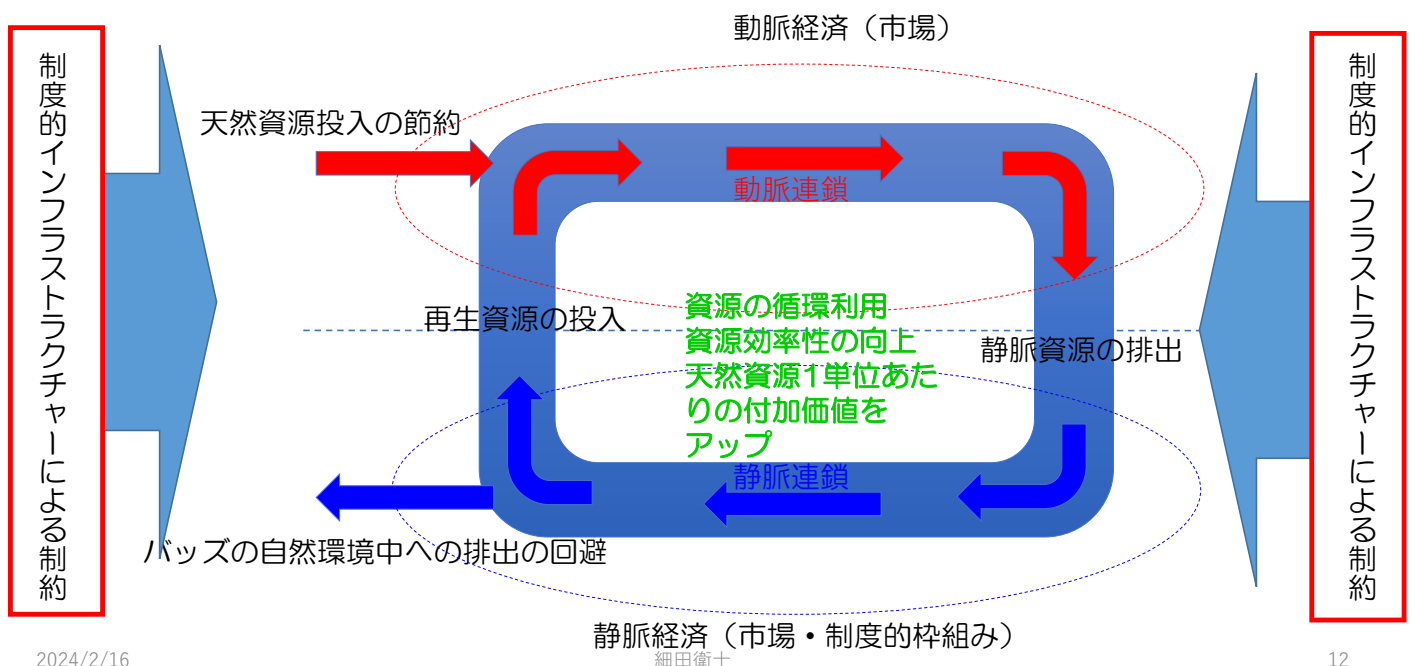 動脈経済（市場）
制度的インフラストラクチャーによる制約
制度的インフラストラクチャーによる制約
天然資源投入の節約
動脈連鎖
再生資源の投入
資源の循環利用
資源効率性の向上
天然資源1単位あた
りの付加価値を
アップ
静脈資源の排出
静脈連鎖
バッズの自然環境中への排出の回避
静脈経済（市場・制度的枠組み）
2024/2/16
細田衛士
12